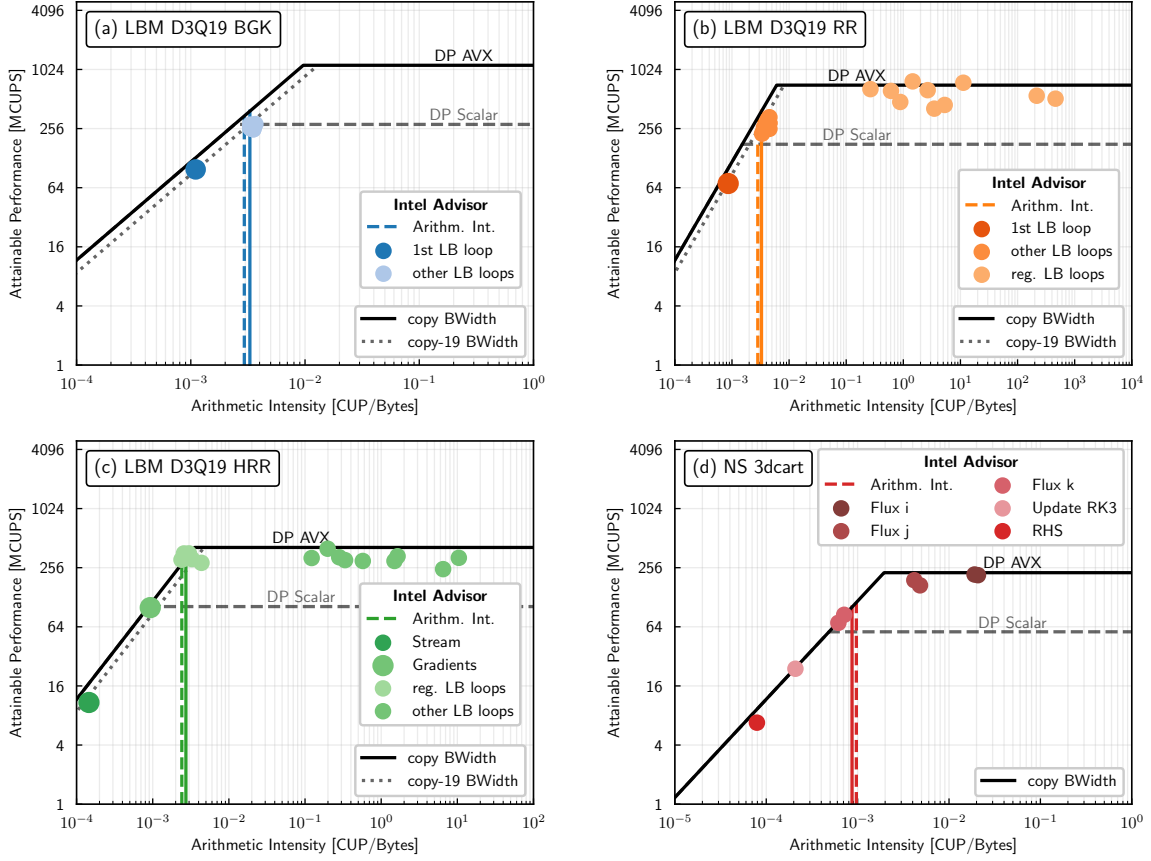 (a) LBM D3Q19 BGK
Attainable Performance [MCUPS]
4096
1024
256
64
16
4
1
DP AVX
DP Scalar
Intel Advisor
Arithm. Int.
1st LB loop
other LB loops
copy BWidth
copy-19 BWidth
10⁻⁴ 10⁻³ 10⁻² 10⁻¹ 10⁰
Arithmetic Intensity [CUP/Bytes]
(b) LBM D3Q19 RR
Attainable Performance [MCUPS]
4096
1024
256
64
16
4
1
DP AVX
DP Scalar
Intel Advisor
Arithm. Int.
1st LB loop
other LB loops
reg. LB loops
copy BWidth
copy-19 BWidth
10⁻⁴ 10⁻³ 10⁻² 10⁻¹ 10⁰ 10¹ 10² 10³ 10⁴
Arithmetic Intensity [CUP/Bytes]
(c) LBM D3Q19 HRR
Attainable Performance [MCUPS]
4096
1024
256
64
16
4
1
DP AVX
DP Scalar
Intel Advisor
Arithm. Int.
Stream
Gradients
reg. LB loops
other LB loops
copy BWidth
copy-19 BWidth
10⁻⁴ 10⁻³ 10⁻² 10⁻¹ 10⁰ 10¹ 10²
Arithmetic Intensity [CUP/Bytes]
(d) NS 3dcart
Attainable Performance [MCUPS]
4096
1024
256
64
16
4
1
Intel Advisor
Arithm. Int.
Flux i
Flux j
Flux k
Update RK3
RHS
DP AVX
DP Scalar
copy BWidth
10⁻⁵ 10⁻⁴ 10⁻³ 10⁻² 10⁻¹ 10⁰
Arithmetic Intensity [CUP/Bytes]